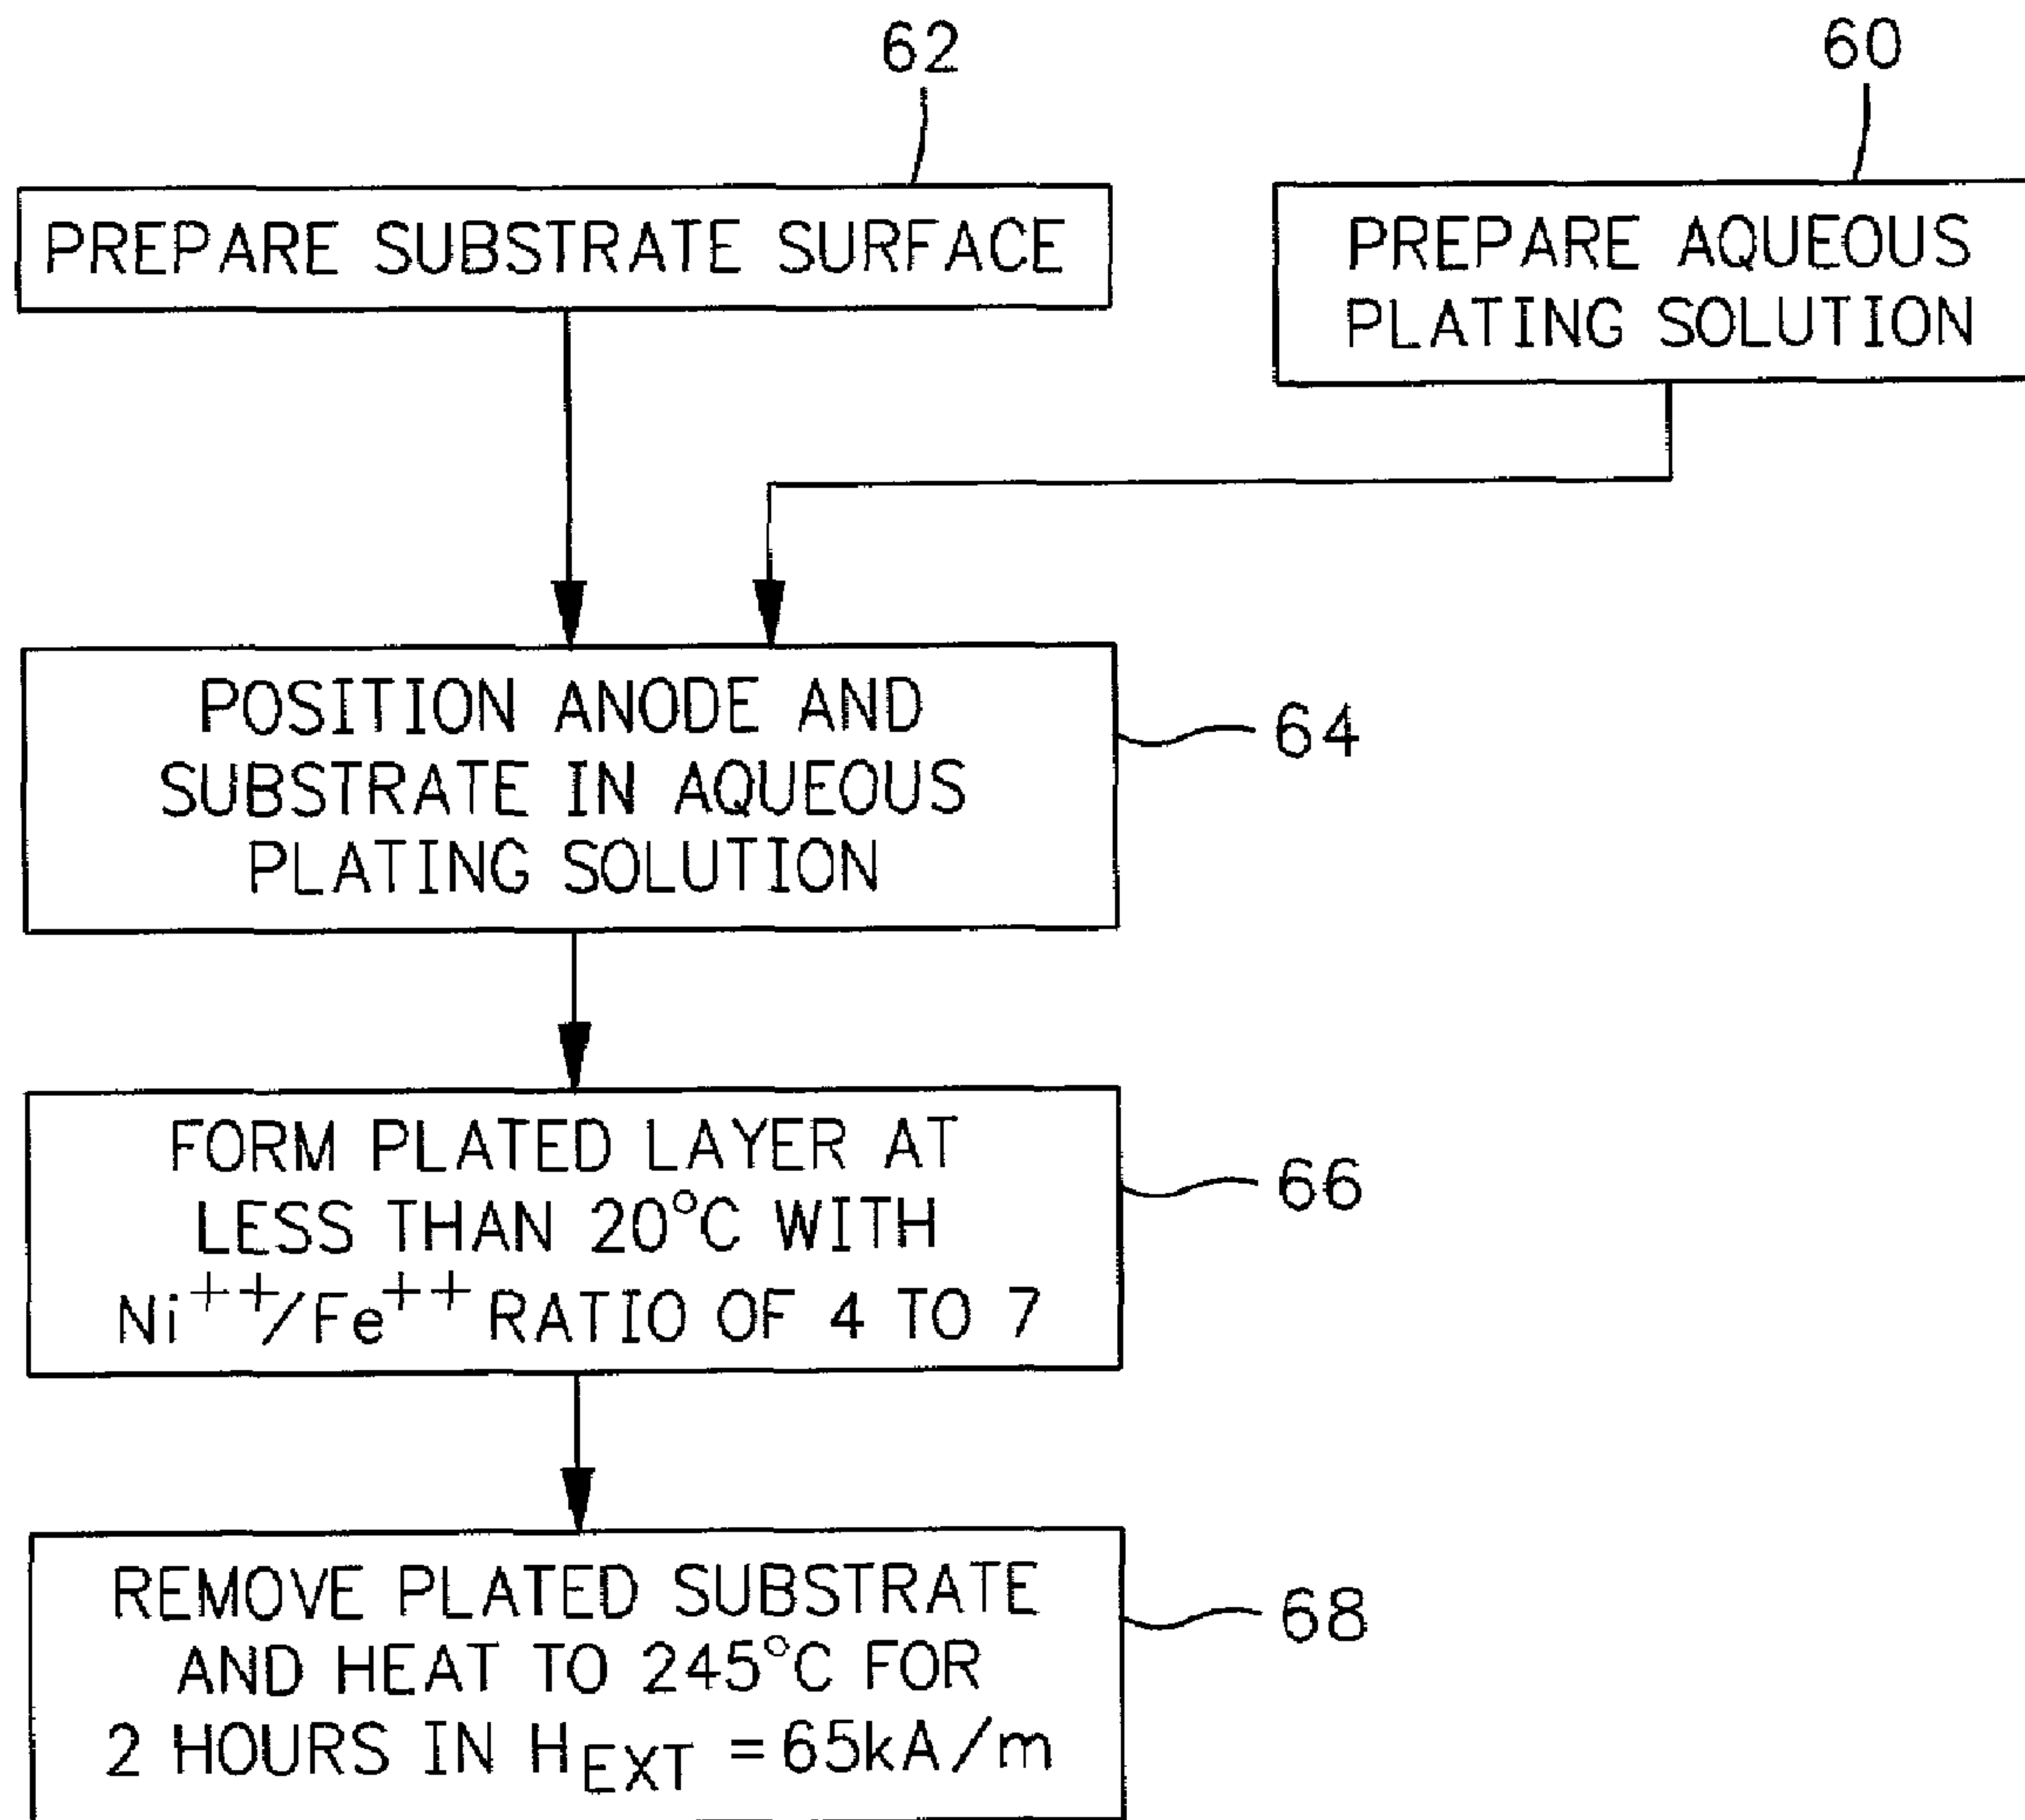 62
60
PREPARE SUBSTRATE SURFACE
PREPARE AQUEOUS
PLATING SOLUTION
POSITION ANODE AND
SUBSTRATE IN AQUEOUS
PLATING SOLUTION
64
FORM PLATED LAYER AT
LESS THAN 20°C WITH
Ni++/Fe++ RATIO OF 4 TO 7
66
REMOVE PLATED SUBSTRATE
AND HEAT TO 245°C FOR
2 HOURS IN HEXT = 65kA/m
68